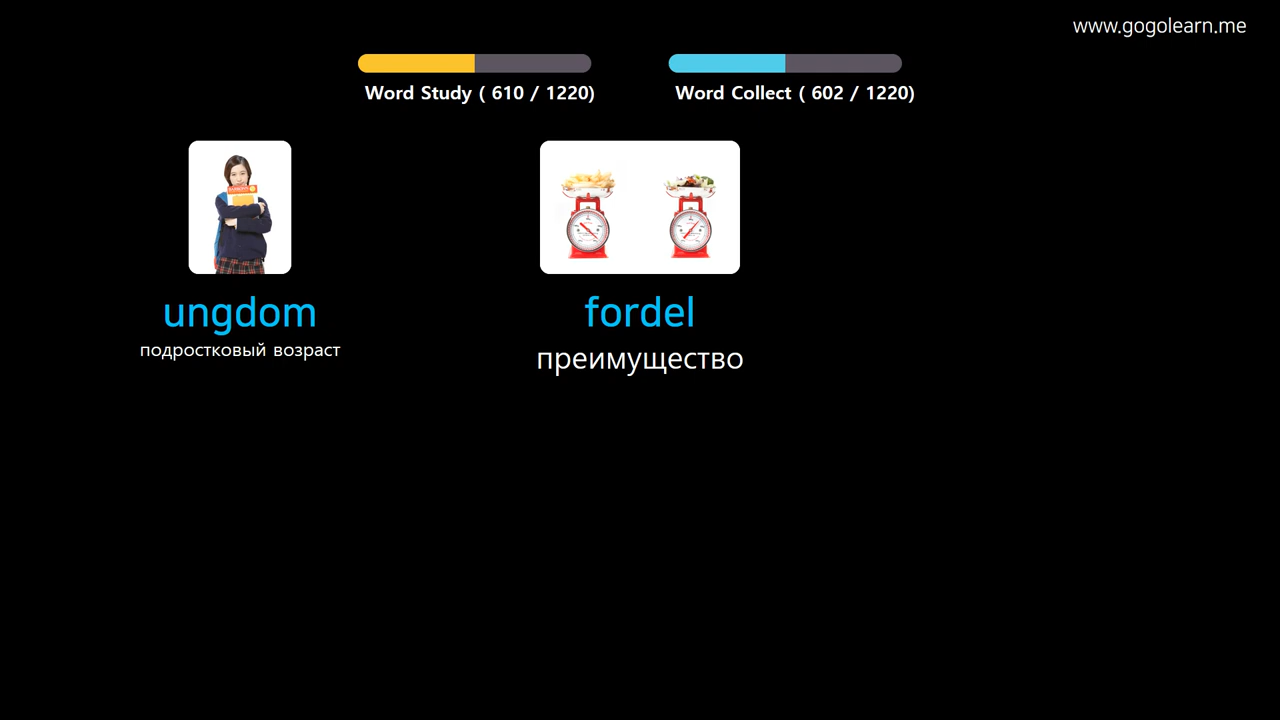 www.gogolearn.me
Word Study ( 610 / 1220)
Word Collect ( 602 / 1220)
ungdom
подростковый возраст
fordel
преимущество